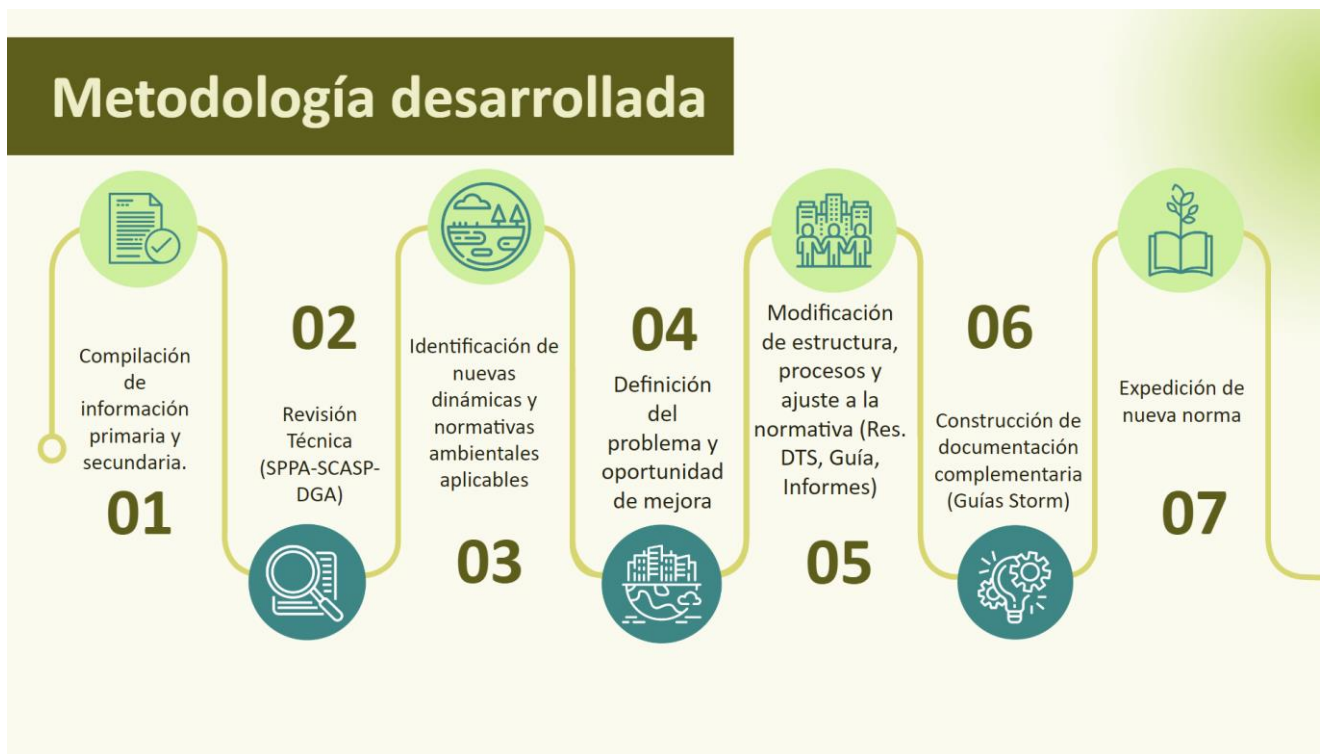 Metodología desarrollada
Compilación
de
información
primaria y
secundaria.
01
02
Revisión
Técnica
(SPPA-SCASP-
DGA)
Identificación de
nuevas
dinámicas y
normativas
ambientales
aplicables
03
04
Definición
del
problema y
oportunidad
de mejora
Modificación
de estructura,
procesos y
ajuste a la
normativa (Res.
DTS, Guía,
Informes)
05
06
Construcción de
documentación
complementaria
(Guías Storm)
Expedición de
nueva norma
07